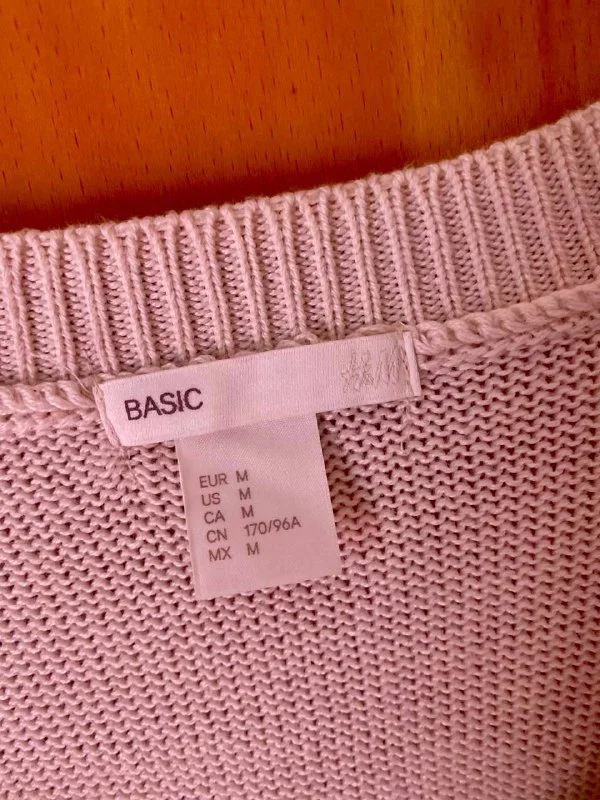 BASIC
H&M
EUR M
US M
CA M
CN 170/96A
MX M